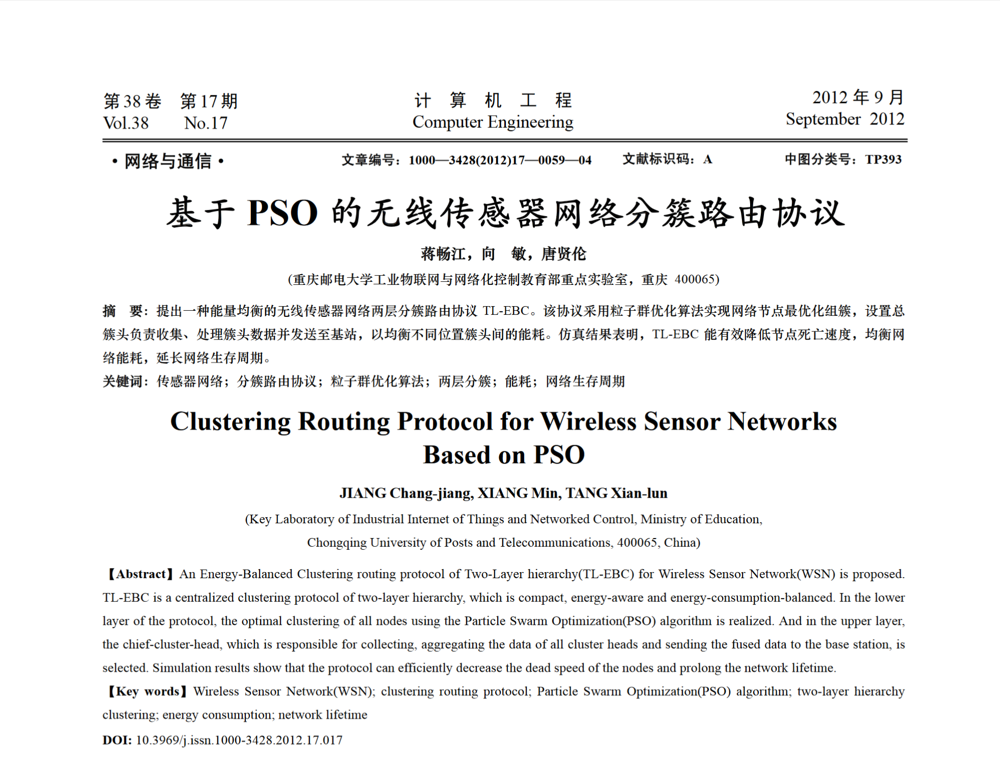 第 38 卷 第 17 期
Vol.38 No.17
计 算 机 工 程
Computer Engineering
2012 年 9 月
September 2012
·网络与通信·
文章编号：1000—3428(2012)17—0059—04
文献标识码：A
中图分类号：TP393
基于 PSO 的无线传感器网络分簇路由协议
蒋畅江，向 敏，唐贤伦
(重庆邮电大学工业物联网与网络化控制教育部重点实验室，重庆 400065)
摘 要：提出一种能量均衡的无线传感器网络两层分簇路由协议 TL-EBC。该协议采用粒子群优化算法实现网络节点最优化组簇，设置总
簇头负责收集、处理簇头数据并发送至基站，以均衡不同位置簇头间的能耗。仿真结果表明，TL-EBC 能有效降低节点死亡速度，均衡网
络能耗，延长网络生存周期。
关键词：传感器网络；分簇路由协议；粒子群优化算法；两层分簇；能耗；网络生存周期
Clustering Routing Protocol for Wireless Sensor Networks
Based on PSO
JIANG Chang-jiang, XIANG Min, TANG Xian-lun
(Key Laboratory of Industrial Internet of Things and Networked Control, Ministry of Education,
Chongqing University of Posts and Telecommunications, 400065, China)
【Abstract】An Energy-Balanced Clustering routing protocol of Two-Layer hierarchy(TL-EBC) for Wireless Sensor Network(WSN) is proposed.
TL-EBC is a centralized clustering protocol of two-layer hierarchy, which is compact, energy-aware and energy-consumption-balanced. In the lower
layer of the protocol, the optimal clustering of all nodes using the Particle Swarm Optimization(PSO) algorithm is realized. And in the upper layer,
the chief-cluster-head, which is responsible for collecting, aggregating the data of all cluster heads and sending the fused data to the base station, is
selected. Simulation results show that the protocol can efficiently decrease the dead speed of the nodes and prolong the network lifetime.
【Key words】Wireless Sensor Network(WSN); clustering routing protocol; Particle Swarm Optimization(PSO) algorithm; two-layer hierarchy
clustering; energy consumption; network lifetime
DOI: 10.3969/j.issn.1000-3428.2012.17.017